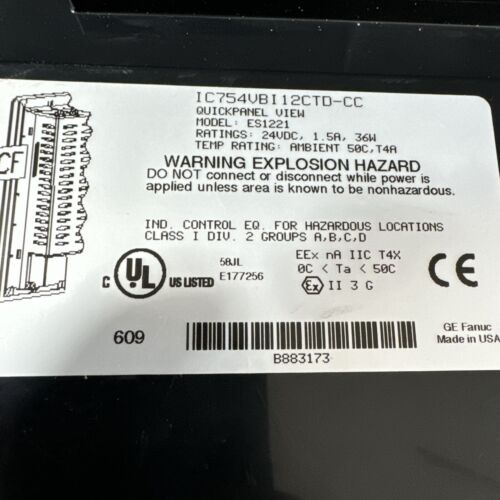 IC754VBI12CTD-CC
QUICKPANEL VIEW
MODEL: ES1221
RATINGS: 24VDC, 1.5A, 36W
TEMP RATING: AMBIENT 50C,T4A
CF
WARNING EXPLOSION HAZARD
DO NOT connect or disconnect while power is
applied unless area is known to be nonhazardous.
IND. CONTROL EQ. FOR HAZARDOUS LOCATIONS
CLASS I DIV. 2 GROUPS A,B,C,D
C UL US LISTED
58JL
E177256
EEx nA IIC T4X
0C < Ta < 50C
Ex II 3 G
CE
609
B883173
GE Fanuc
Made in USA